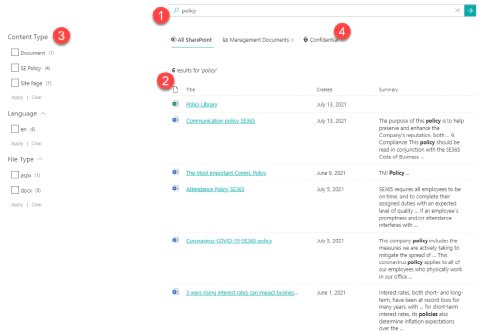 1
policy
Content Type
3
4
All SharePoint
Management Documents
Confidential
Document (1)
SE Policy (4)
Site Page (1)
Apply | Clear
6 results for 'policy'
2
Title
Created
Summary
Language
en (6)
Apply | Clear
Policy Library
July 13, 2021
Communication policy SE365
July 13, 2021
The purpose of this policy is to help
preserve and enhance the
Company's reputation, both ... 9.
Compliance This policy should be
read in conjunction with the SE365
Code of Business ...
File Type
.aspx (1)
.docx (5)
Apply | Clear
The Most Important Comm. Policy
June 9, 2021
TMI Policy ...
Attendance Policy SE365
July 5, 2021
SE365 requires all employees to be
on time, and to complete their
assigned duties with an expected
level of quality ... If an employee's
promptness and/or attendance
interferes with ...
Coronavirus-COVID-19-SE365-policy
July 5, 2021
This company policy includes the
measures we are actively taking to
mitigate the spread of ... This
coronavirus policy applies to all of
our employees who physically work
in our office ...
3 ways rising interest rates can impact busines...
June 1, 2021
Interest rates, both short- and long-
term, have been at record lows for
many years, with ... for short-term
interest rates, its policies also
determine inflation expectations
over the ...